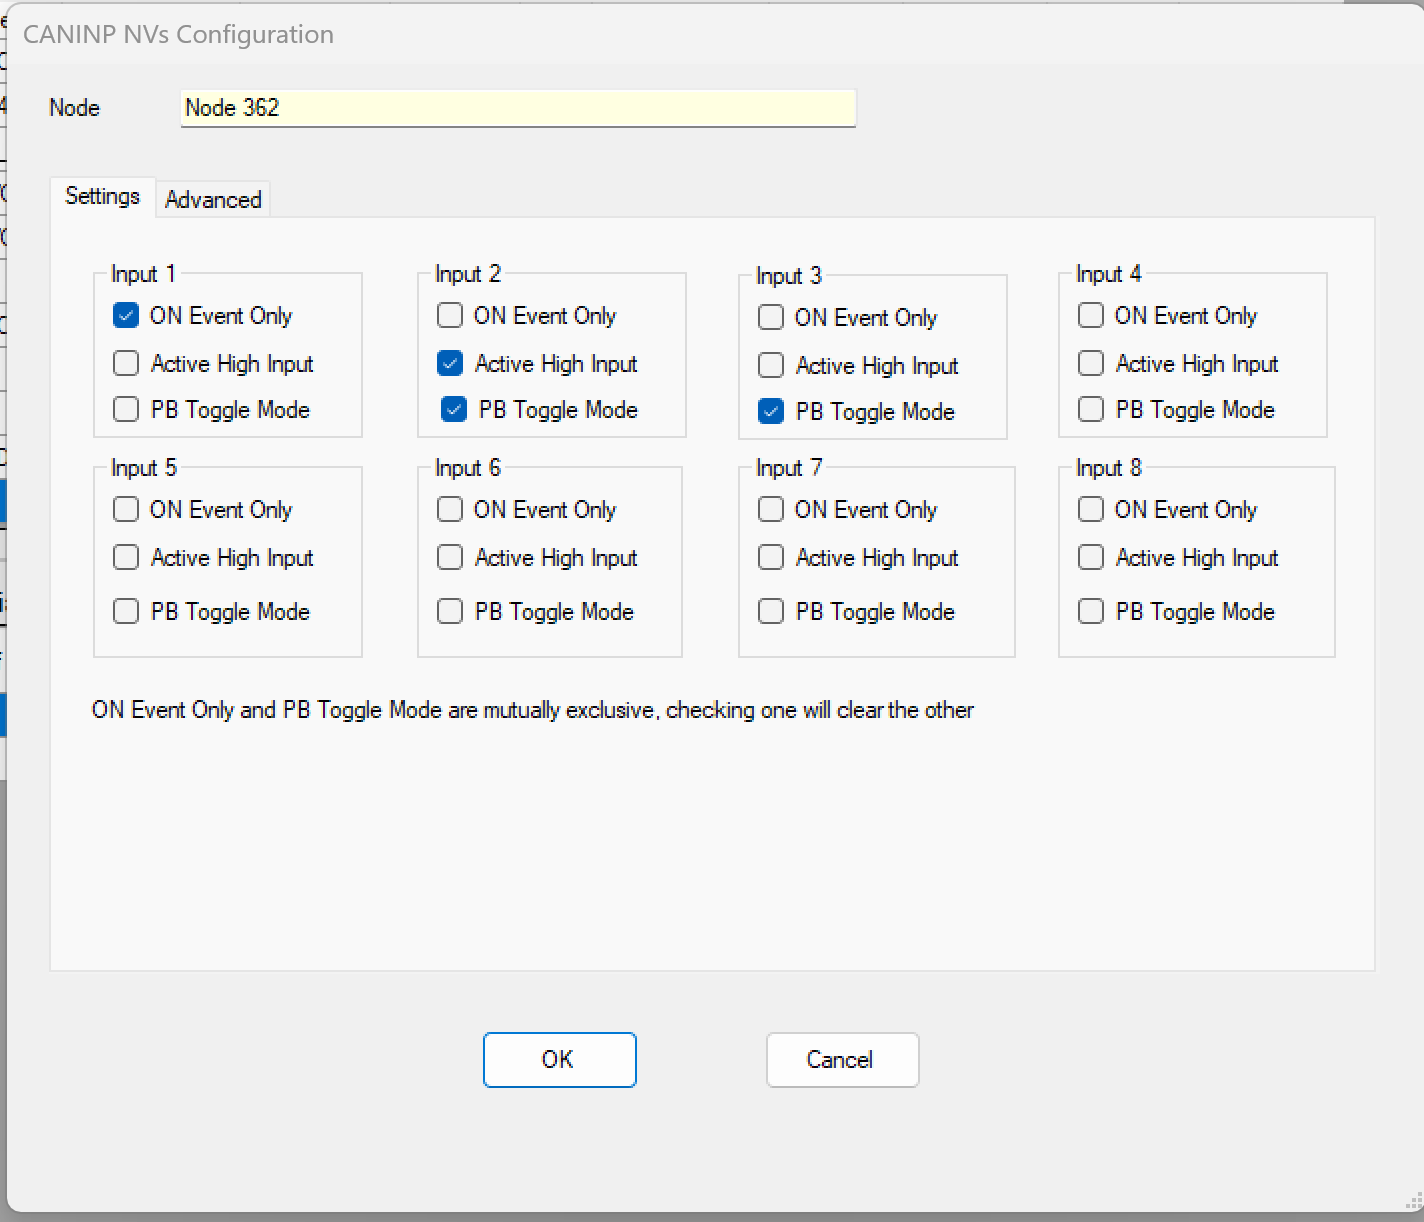 CANINP NVs Configuration
Node Node 362
Settings Advanced
Input 1 Input 2 Input 3 Input 4
ON Event Only ON Event Only ON Event Only ON Event Only
Active High Input Active High Input Active High Input Active High Input
PB Toggle Mode PB Toggle Mode PB Toggle Mode PB Toggle Mode
Input 5 Input 6 Input 7 Input 8
ON Event Only ON Event Only ON Event Only ON Event Only
Active High Input Active High Input Active High Input Active High Input
PB Toggle Mode PB Toggle Mode PB Toggle Mode PB Toggle Mode
ON Event Only and PB Toggle Mode are mutually exclusive, checking one will clear the other
OK Cancel